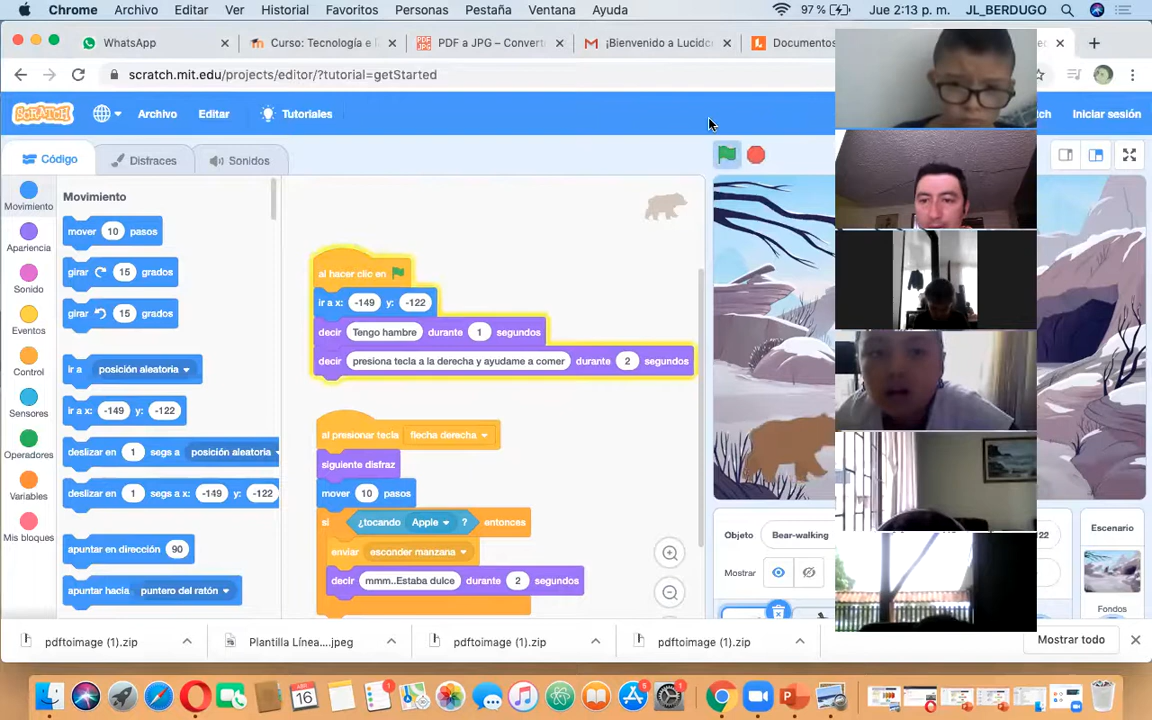 Chrome Archivo Editar Ver Historial Favoritos Personas Pestaña Ventana Ayuda 97 % Jue 2:13 p. m. JL_BERDUGO
WhatsApp Curso: Tecnología e PDF a JPG – Convert ¡Bienvenido a Lucidc Documentos
scratch.mit.edu/projects/editor/?tutorial=getStarted
SCRATCH Archivo Editar Tutoriales Iniciar sesión
Código Distraces Sonidos
Movimiento
Movimiento
mover 10 pasos
Apariencia
girar 15 grados
Sonido
girar 15 grados
Eventos
ir a posición aleatoria
Control
ir a x: -149 y: -122
Sensores
deslizar en 1 segs a posición aleatoria
Operadores
deslizar en 1 segs a x: -149 y: -122
Variables
apuntar en dirección 90
Mis bloques
apuntar hacia puntero del ratón
al hacer clic en
ir a x: -149 y: -122
decir Tengo hambre durante 1 segundos
decir presiona tecla a la derecha y ayudame a comer durante 2 segundos
al presionar tecla flecha derecha
siguiente disfraz
mover 10 pasos
si ¿tocando Apple ? entonces
enviar esconder manzana
decir mmm..Estaba dulce durante 2 segundos
Objeto Bear-walking
Mostrar
Escenario
Fondos
pdftoimage (1).zip Plantilla Línea....jpeg pdftoimage (1).zip pdftoimage (1).zip Mostrar todo
ABR
16